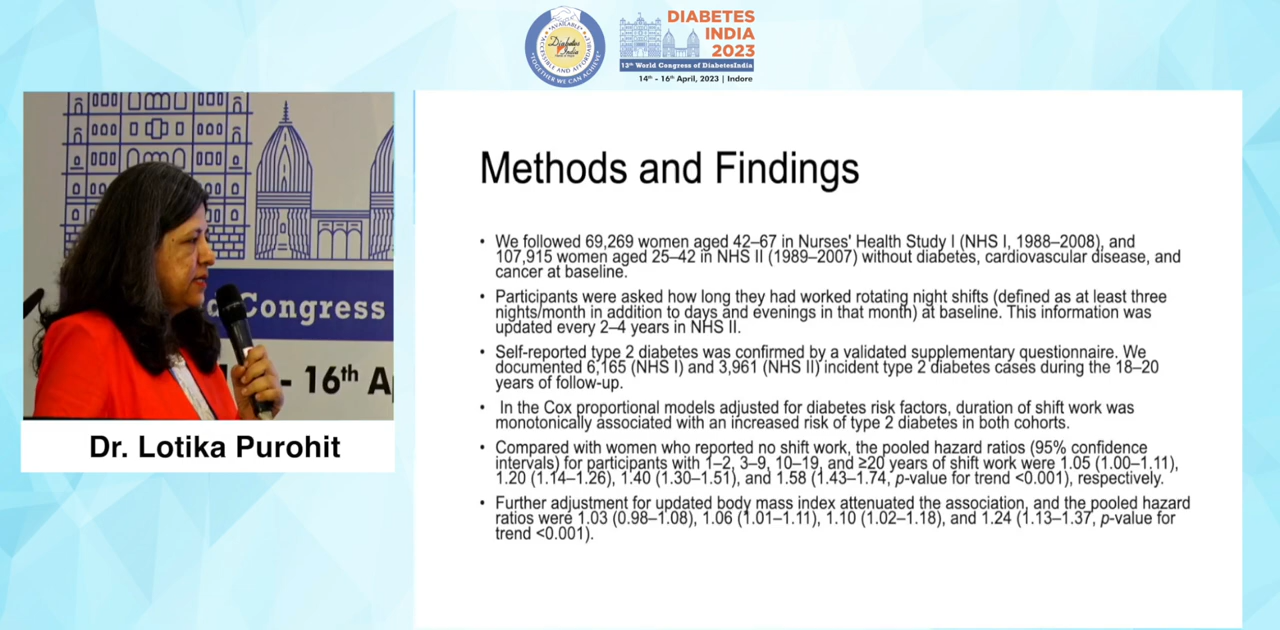 AVAILABLE
Diabetes
India
ACCESSIBLE AND AFFORDABLE
"TOGETHER WE CAN ACHIEVE"
DIABETES
INDIA
2023
12th World Congress of DiabetesIndia
14th - 16th April, 2023 | Indore
d Congress
- 16th A
Dr. Lotika Purohit
Methods and Findings
• We followed 69,269 women aged 42–67 in Nurses' Health Study I (NHS I, 1988–2008), and
107,915 women aged 25–42 in NHS II (1989–2007) without diabetes, cardiovascular disease, and
cancer at baseline.
• Participants were asked how long they had worked rotating night shifts (defined as at least three
nights/month in addition to days and evenings in that month) at baseline. This information was
updated every 2–4 years in NHS II.
• Self-reported type 2 diabetes was confirmed by a validated supplementary questionnaire. We
documented 6,165 (NHS I) and 3,961 (NHS II) incident type 2 diabetes cases during the 18–20
years of follow-up.
• In the Cox proportional models adjusted for diabetes risk factors, duration of shift work was
monotonically associated with an increased risk of type 2 diabetes in both cohorts.
• Compared with women who reported no shift work, the pooled hazard ratios (95% confidence
intervals) for participants with 1–2, 3–9, 10–19, and ≥20 years of shift work were 1.05 (1.00–1.11),
1.20 (1.14–1.26), 1.40 (1.30–1.51), and 1.58 (1.43–1.74, p-value for trend <0.001), respectively.
• Further adjustment for updated body mass index attenuated the association, and the pooled hazard
ratios were 1.03 (0.98–1.08), 1.06 (1.01–1.11), 1.10 (1.02–1.18), and 1.24 (1.13–1.37, p-value for
trend <0.001).